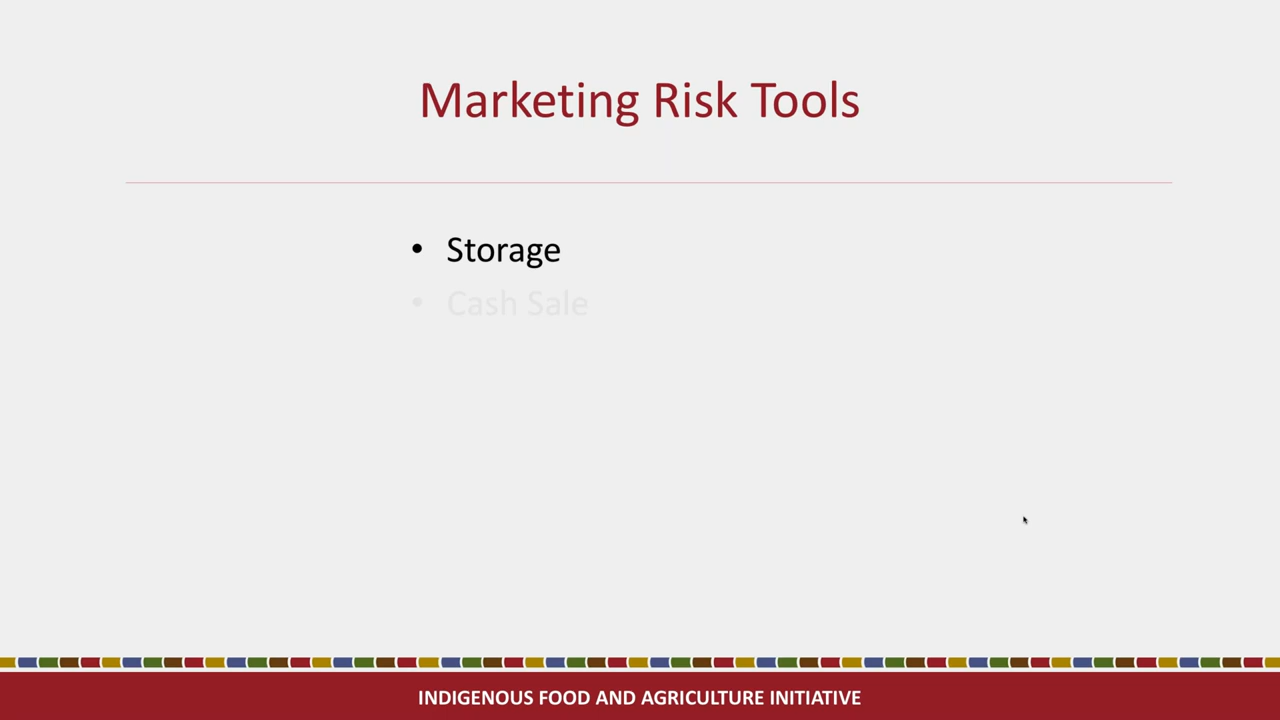 Marketing Risk Tools
• Storage
• Cash Sale
INDIGENOUS FOOD AND AGRICULTURE INITIATIVE